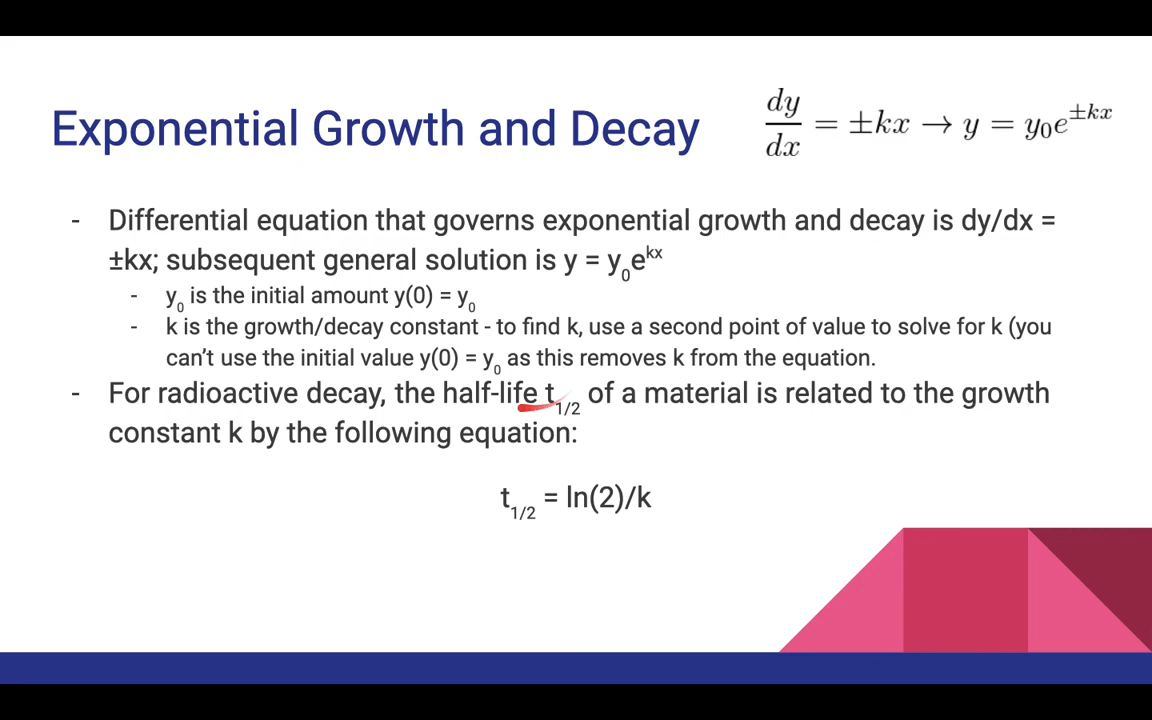 Exponential Growth and Decay
dy/dx = ±kx → y = y₀e^±kx
- Differential equation that governs exponential growth and decay is dy/dx =
±kx; subsequent general solution is y = y₀e^kx
- y₀ is the initial amount y(0) = y₀
- k is the growth/decay constant - to find k, use a second point of value to solve for k (you
can't use the initial value y(0) = y₀ as this removes k from the equation.
- For radioactive decay, the half-life t₁/₂ of a material is related to the growth
constant k by the following equation:
t₁/₂ = ln(2)/k